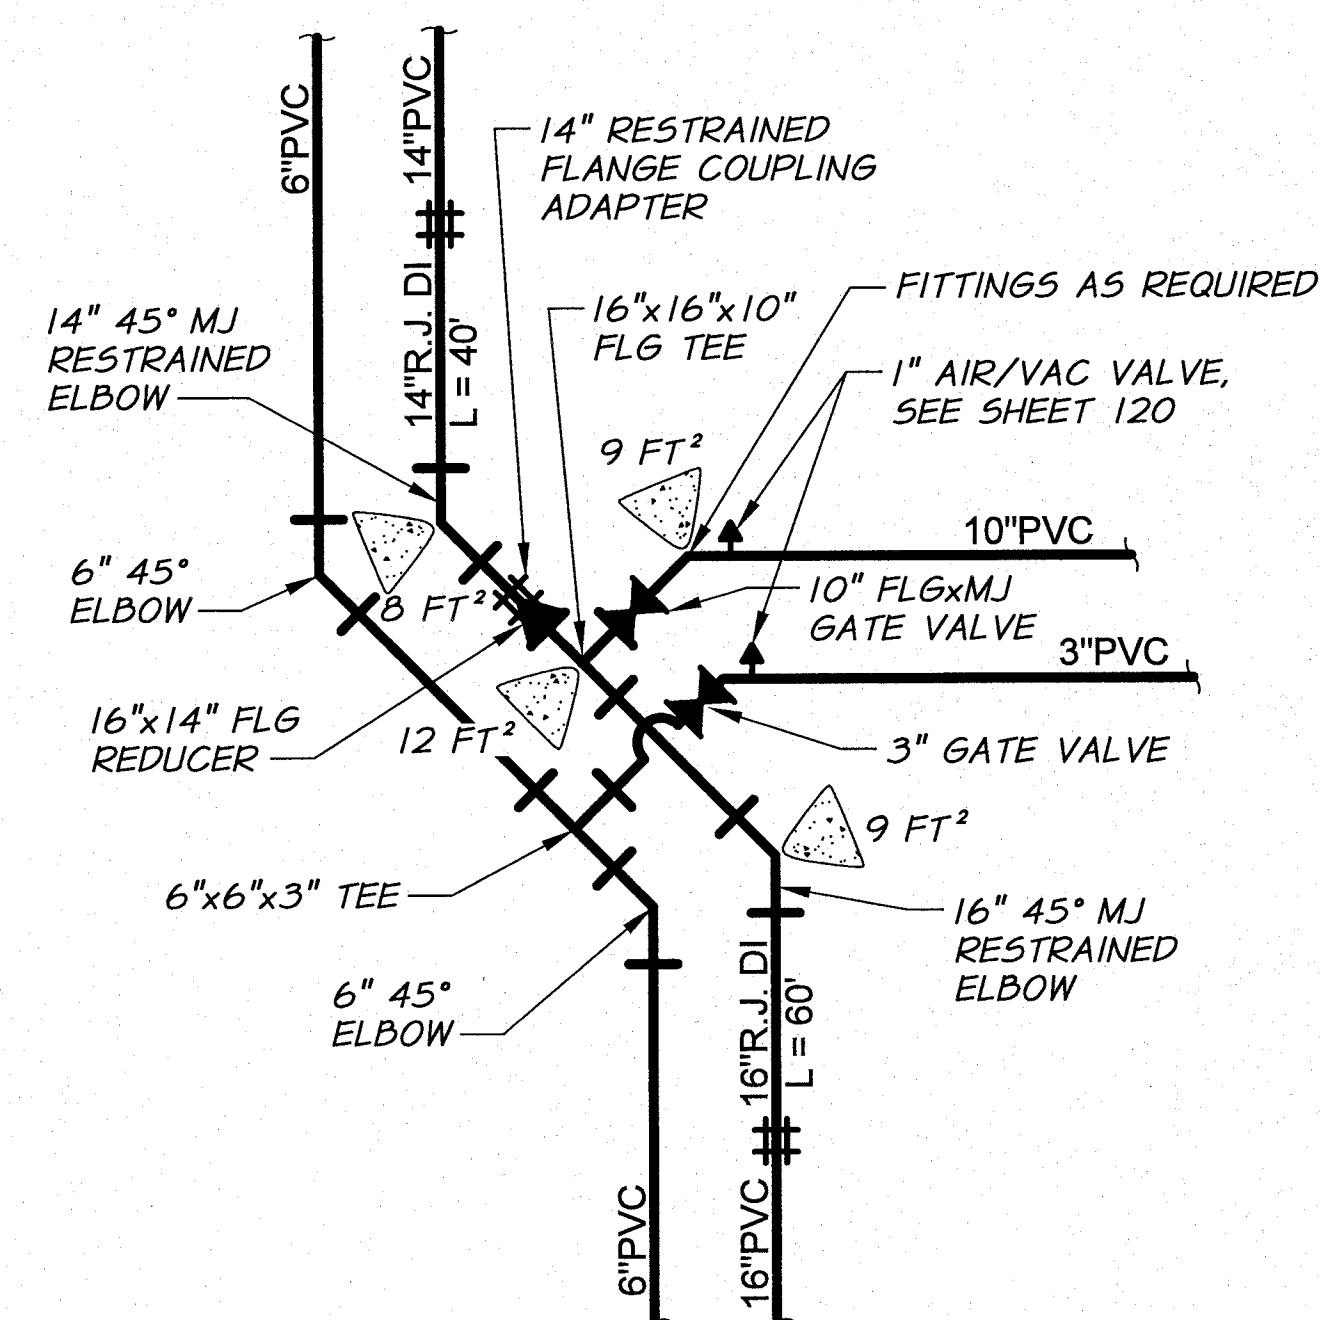 6"PVC
14"PVC
14" RESTRAINED
FLANGE COUPLING
ADAPTER
14"R.J. DI
L = 40'
14" 45° MJ
RESTRAINED
ELBOW
16"x16"x10"
FLG TEE
FITTINGS AS REQUIRED
1" AIR/VAC VALVE,
SEE SHEET 120
9 FT²
10"PVC
6" 45°
ELBOW
8 FT²
10" FLGxMJ
GATE VALVE
3"PVC
16"x14" FLG
REDUCER
12 FT²
3" GATE VALVE
9 FT²
6"x6"x3" TEE
16" 45° MJ
RESTRAINED
ELBOW
6" 45°
ELBOW
16"R.J. DI
L = 60'
6"PVC
16"PVC